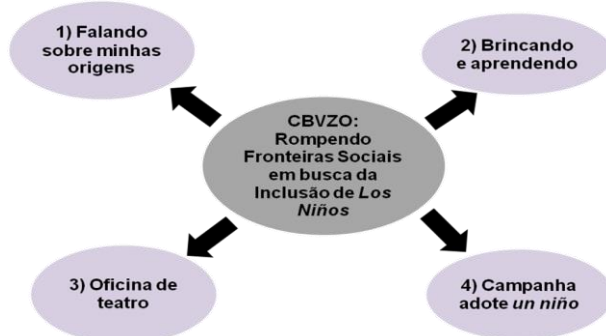 1) Falando
sobre minhas
origens
2) Brincando
e aprendendo
CBVZO:
Rompendo
Fronteiras Sociais
em busca da
Inclusão de Los
Niños
3) Oficina de
teatro
4) Campanha
adote un niño